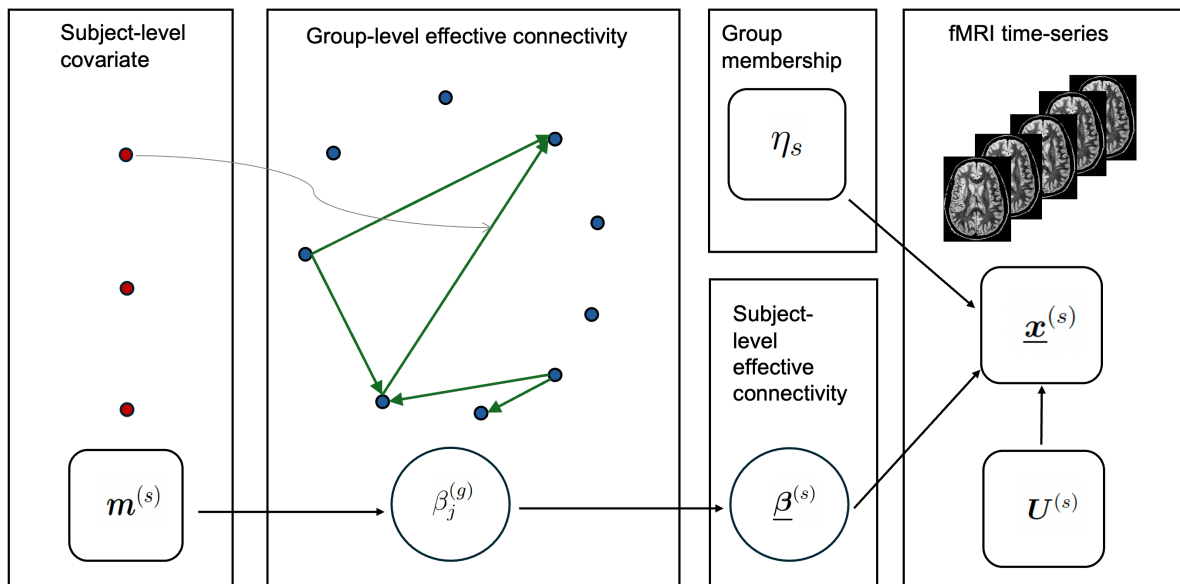 Subject-level
covariate
Group-level effective connectivity
Group
membership
fMRI time-series
η_s
Subject-
level
effective
connectivity
x^(s)
m^(s)
β_j^(g)
β^(s)
U^(s)